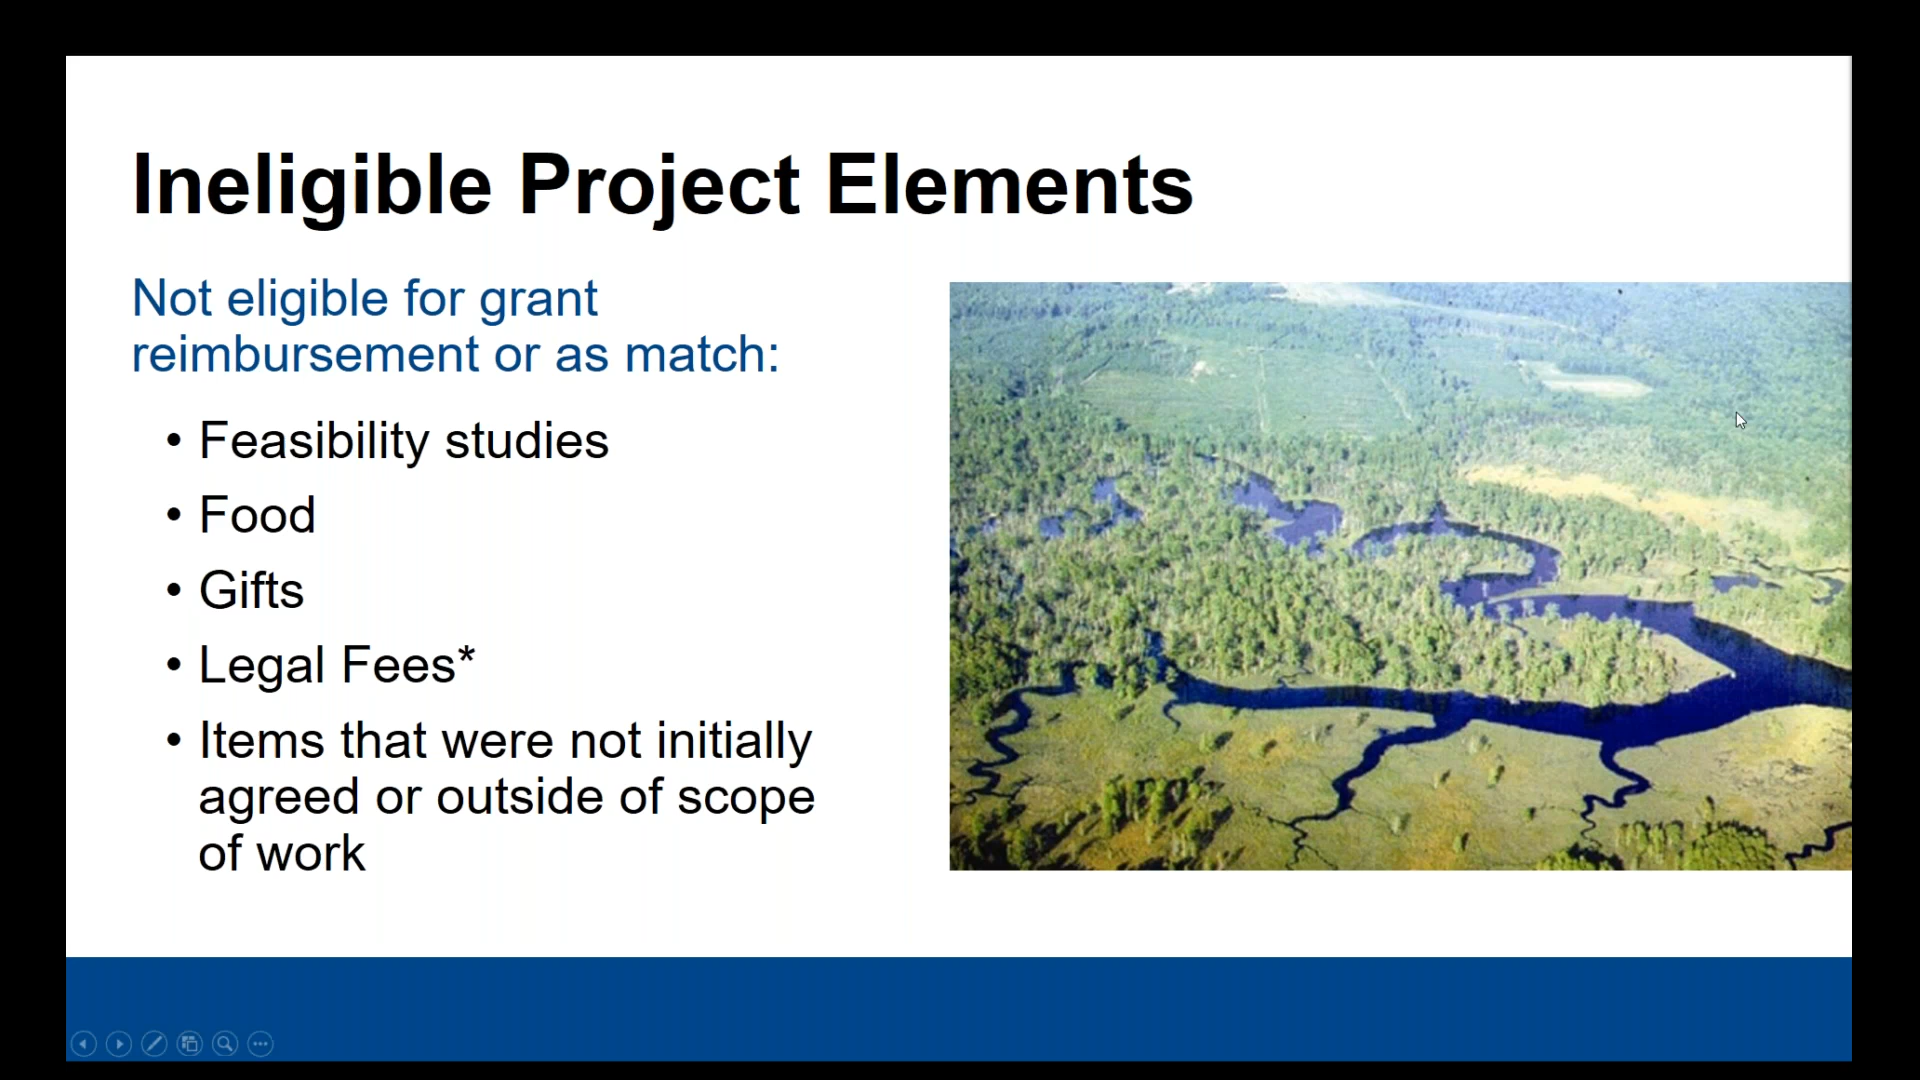 Ineligible Project Elements
Not eligible for grant
reimbursement or as match:
• Feasibility studies
• Food
• Gifts
• Legal Fees*
• Items that were not initially
agreed or outside of scope
of work